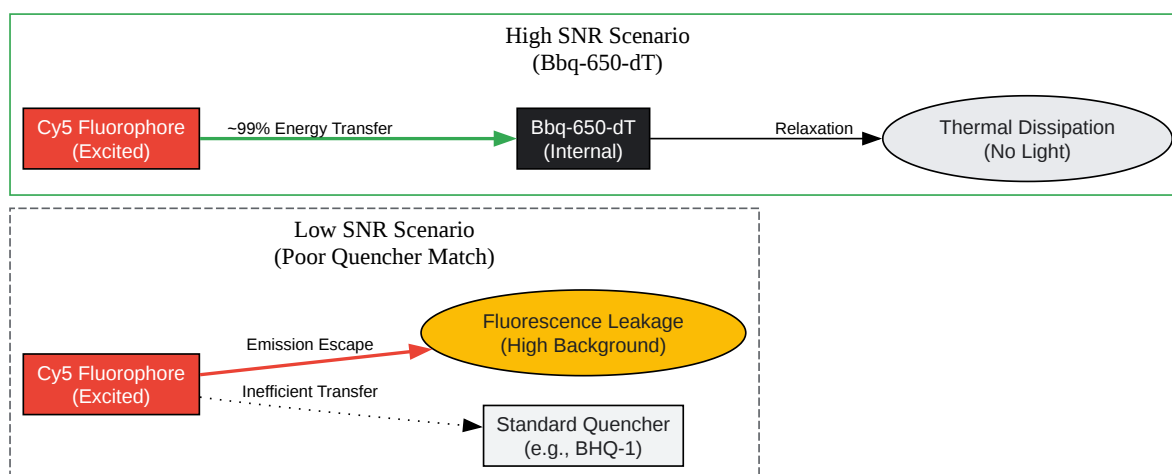 High SNR Scenario
(Bbq-650-dT)
Cy5 Fluorophore
(Excited)
~99% Energy Transfer
Bbq-650-dT
(Internal)
Relaxation
Thermal Dissipation
(No Light)
Low SNR Scenario
(Poor Quencher Match)
Fluorescence Leakage
(High Background)
Emission Escape
Cy5 Fluorophore
(Excited)
Inefficient Transfer
Standard Quencher
(e.g., BHQ-1)